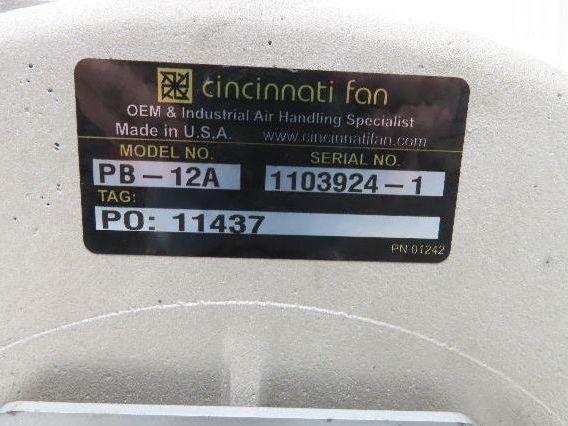 cincinnati fan
OEM & Industrial Air Handling Specialist
Made in U.S.A. www.cincinnatifan.com
MODEL NO. SERIAL NO.
PB-12A 1103924-1
TAG:
PO: 11437
PN 01242